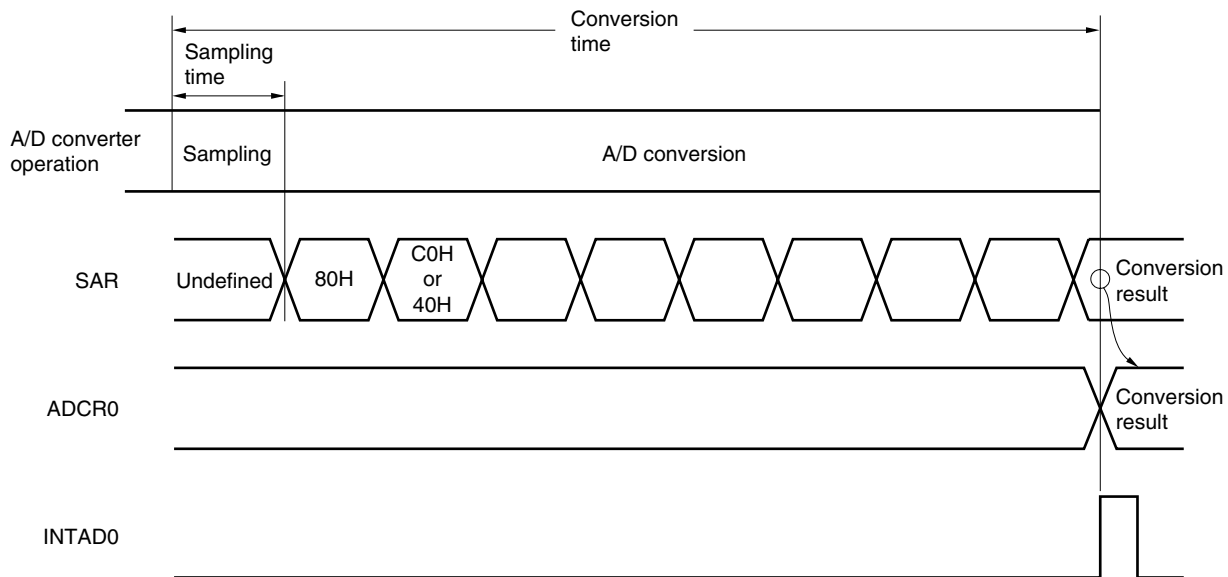 Conversion
time
Sampling
time
A/D converter
operation
Sampling
A/D conversion
SAR
Undefined
80H
C0H
or
40H
Conversion
result
ADCR0
Conversion
result
INTAD0